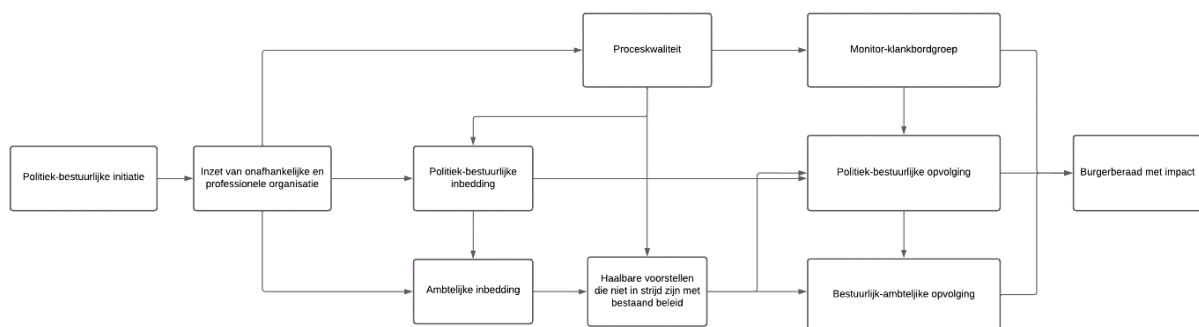 Proceskwaliteit
Monitor-klankbordgroep
Politiek-bestuurlijke initiatie
Inzet van onafhankelijke en
professionele organisatie
Politiek-bestuurlijke
inbedding
Politiek-bestuurlijke opvolging
Burgerberaad met impact
Ambtelijke inbedding
Haalbare voorstellen
die niet in strijd zijn met
bestaand beleid
Bestuurlijk-ambteljke opvolging